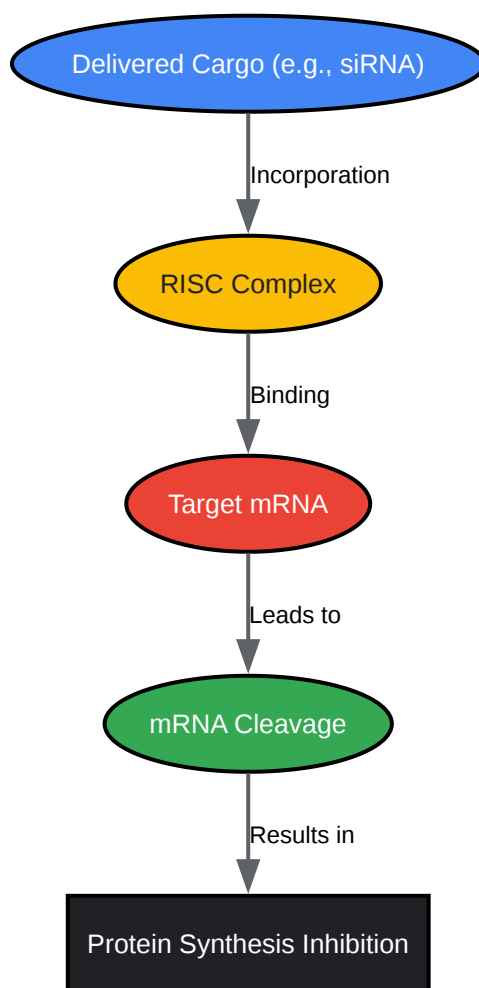 Delivered Cargo (e.g., siRNA)
Incorporation
RISC Complex
Binding
Target mRNA
Leads to
mRNA Cleavage
Results in
Protein Synthesis Inhibition